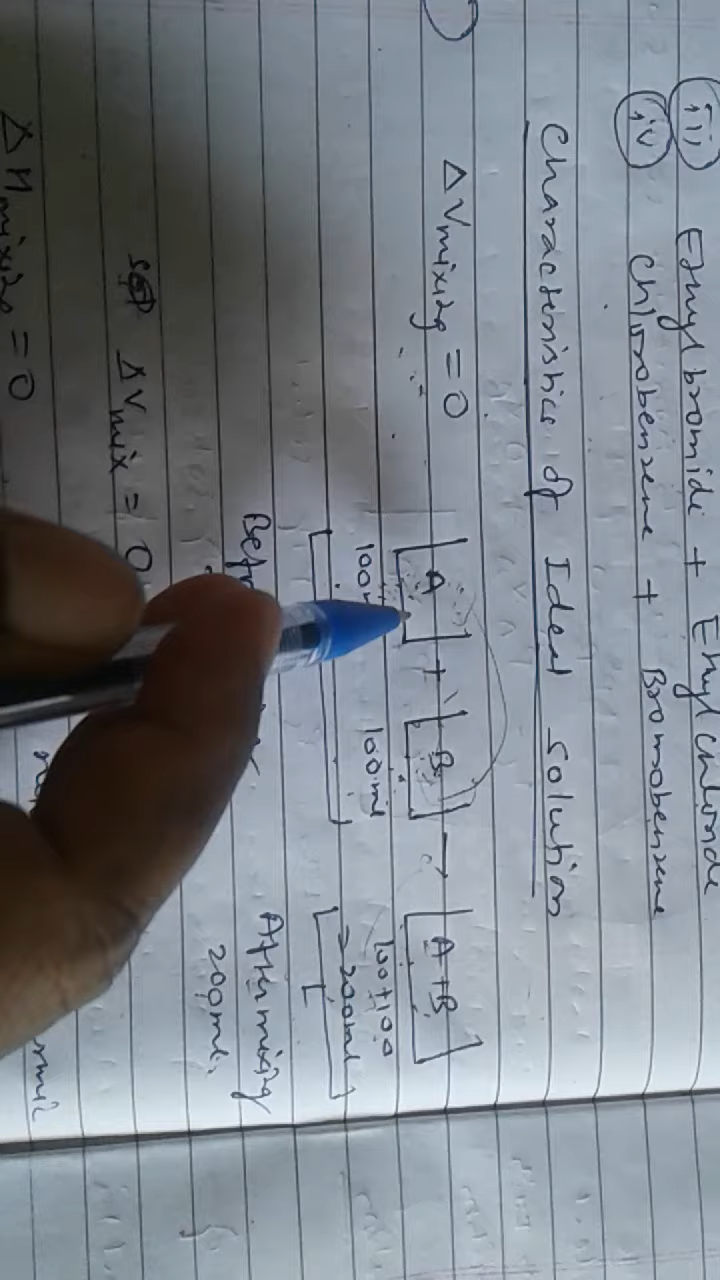 iii) Ethyl bromide + Ethyl chloride
iv) Chlorobenzene + Bromobenzene
Characteristics of Ideal Solution
ΔVmixing = 0
A + B → A+B
100ml 100ml 100+100
=200ml
After mixing
200ml.
ΔVmix = 0
ΔHmixing = 0